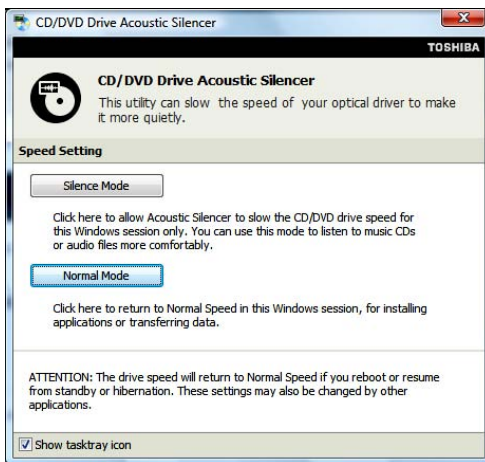 CD/DVD Drive Acoustic Silencer
TOSHIBA
CD/DVD Drive Acoustic Silencer
This utility can slow the speed of your optical driver to make
it more quietly.
Speed Setting
Silence Mode
Click here to allow Acoustic Silencer to slow the CD/DVD drive speed for
this Windows session only. You can use this mode to listen to music CDs
or audio files more comfortably.
Normal Mode
Click here to return to Normal Speed in this Windows session, for installing
applications or transferring data.
ATTENTION: The drive speed will return to Normal Speed if you reboot or resume
from standby or hibernation. These settings may also be changed by other
applications.
Show tasktray icon